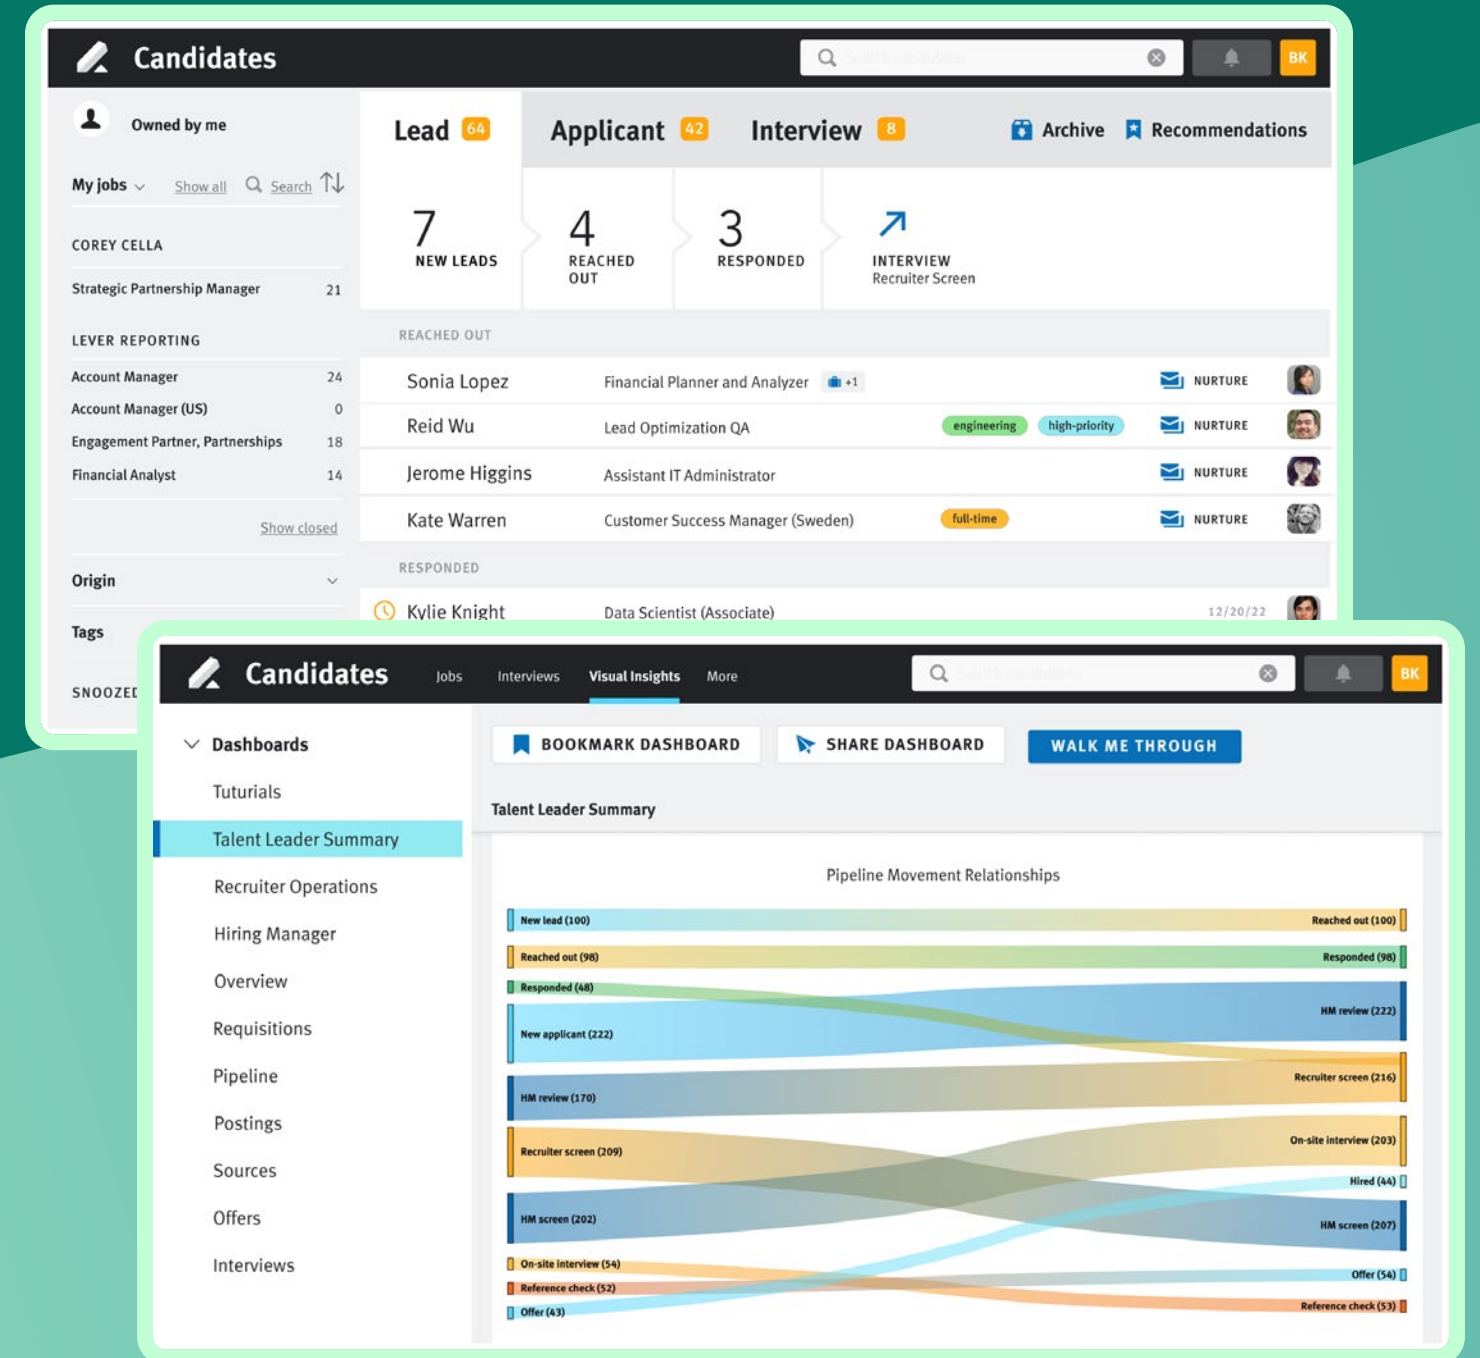 Candidates
BK
Owned by me
My jobs
Show all
Search
COREY CELLA
Strategic Partnership Manager 21
LEVER REPORTING
Account Manager 24
Account Manager (US) 0
Engagement Partner, Partnerships 18
Financial Analyst 14
Show closed
Origin
Tags
SNOOZED
Lead 64
Applicant 42
Interview 8
Archive
Recommendations
7
NEW LEADS
4
REACHED
OUT
3
RESPONDED
INTERVIEW
Recruiter Screen
REACHED OUT
Sonia Lopez Financial Planner and Analyzer +1 NURTURE
Reid Wu Lead Optimization QA engineering high-priority NURTURE
Jerome Higgins Assistant IT Administrator NURTURE
Kate Warren Customer Success Manager (Sweden) full-time NURTURE
RESPONDED
Kylie Knight Data Scientist (Associate) 12/20/22
Candidates
Jobs
Interviews
Visual Insights
More
BK
Dashboards
Tuturials
Talent Leader Summary
Recruiter Operations
Hiring Manager
Overview
Requisitions
Pipeline
Postings
Sources
Offers
Interviews
BOOKMARK DASHBOARD
SHARE DASHBOARD
WALK ME THROUGH
Talent Leader Summary
Pipeline Movement Relationships
New lead (100)
Reached out (100)
Reached out (98)
Responded (98)
Responded (48)
HM review (222)
New applicant (222)
Recruiter screen (216)
HM review (170)
On-site interview (203)
Recruiter screen (209)
Hired (44)
HM screen (202)
HM screen (207)
On-site interview (54)
Offer (54)
Reference check (52)
Reference check (53)
Offer (43)